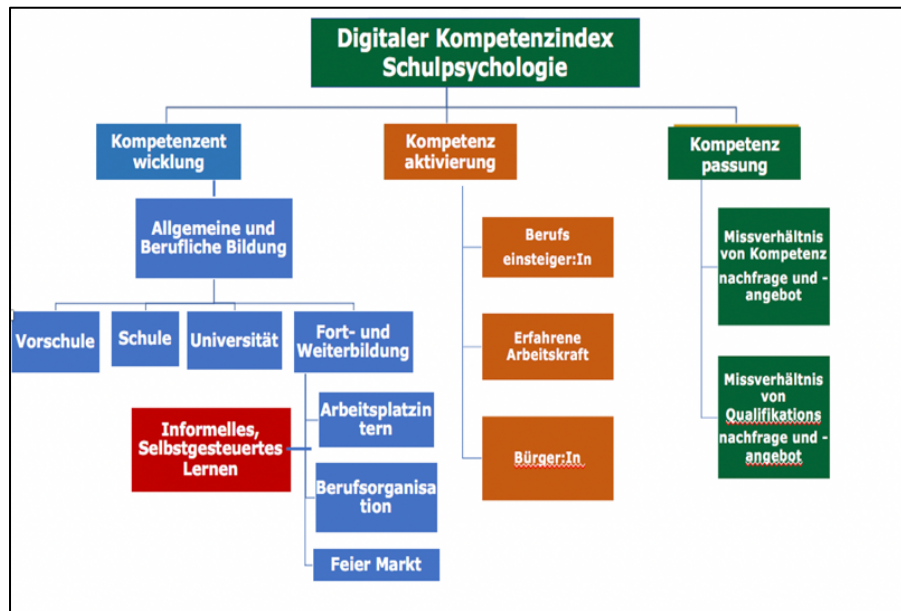 Digitaler Kompetenzindex
Schulpsychologie
Kompetenzent
wicklung
Kompetenz
aktivierung
Kompetenz
passung
Allgemeine und
Berufliche Bildung
Vorschule
Schule
Universität
Fort- und
Weiterbildung
Informelles,
Selbstgesteuertes
Lernen
Arbeitsplatzin
tern
Berufsorganisa
tion
Feier Markt
Berufs
einsteiger:In
Erfahrene
Arbeitskraft
Bürger:In
Missverhältnis
von Kompetenz
nachfrage und -
angebot
Missverhältnis
von
Qualifikations
nachfrage und -
angebot